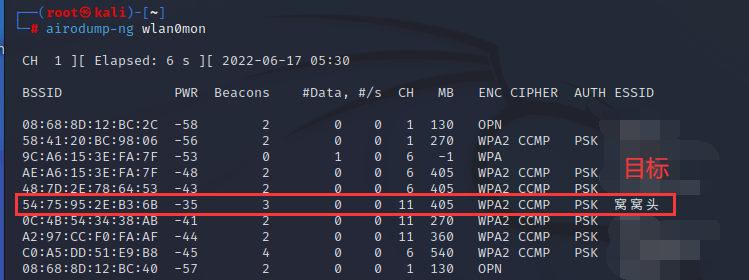 (root㉿kali)-[~]
# airodump-ng wlan0mon
CH 1 ][ Elapsed: 6 s ][ 2022-06-17 05:30
BSSID PWR Beacons #Data, #/s CH MB ENC CIPHER AUTH ESSID
08:68:8D:12:BC:2C -58 2 0 0 1 130 OPN
58:41:20:BC:98:06 -56 2 0 0 1 270 WPA2 CCMP PSK
9C:A6:15:3E:FA:7F -53 0 1 0 6 -1 WPA
AE:A6:15:3E:FA:7F -48 2 0 0 6 405 WPA2 CCMP PSK
目标
48:7D:2E:78:64:53 -43 2 0 0 6 405 WPA2 CCMP PSK
54:75:95:2E:B3:6B -35 3 0 0 11 405 WPA2 CCMP PSK 窝窝头
0C:4B:54:34:38:AB -41 2 0 0 11 270 WPA2 CCMP PSK
A2:97:CC:F0:FA:AF -44 2 0 0 11 360 WPA2 CCMP PSK
C0:A5:DD:51:E9:B8 -45 4 0 0 6 540 WPA2 CCMP PSK
08:68:8D:12:BC:40 -57 2 0 0 1 130 OPN